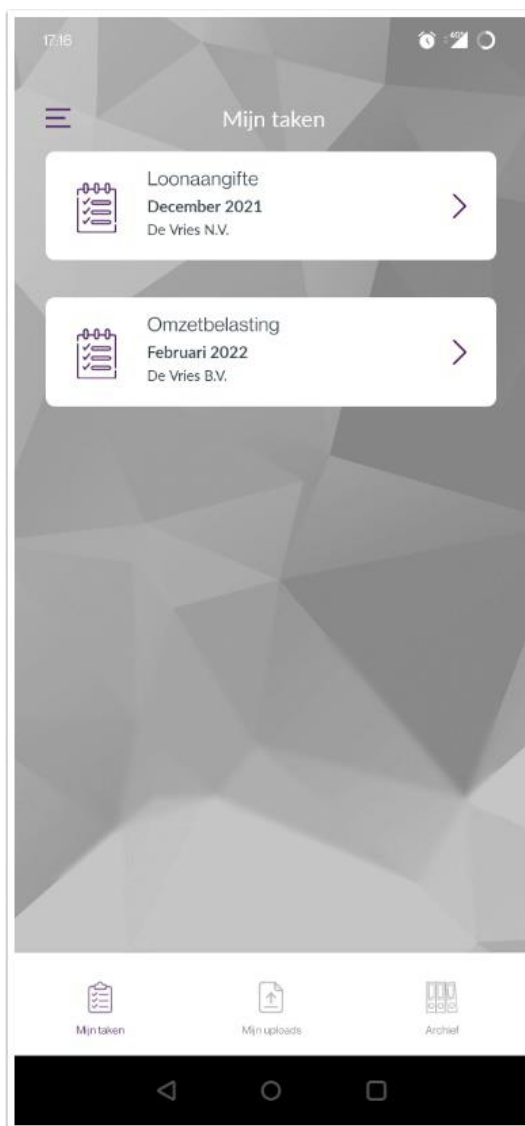 17:16
4G
Mijn taken
Loonaangifte
December 2021
De Vries N.V.
Omzetbelasting
Februari 2022
De Vries B.V.
Mijn taken
Mijn uploads
Archief